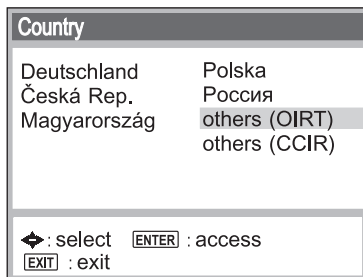 Country
Deutschland
Česká Rep.
Magyarország
Polska
Россия
others (OIRT)
others (CCIR)
: select ENTER : access
EXIT : exit